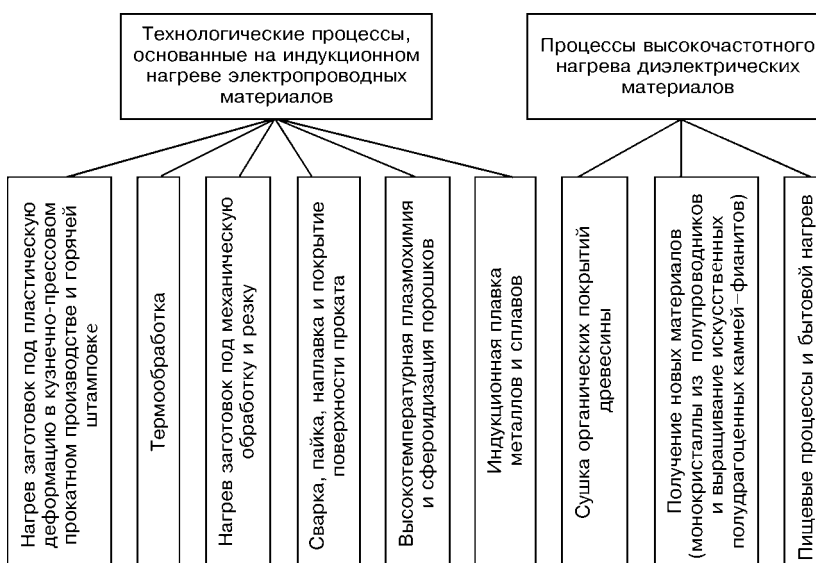 Технологические процессы,
основанные на индукционном
нагреве электропроводных
материалов
Процессы высокочастотного
нагрева диэлектрических
материалов
Нагрев заготовок под пластическую
деформацию в кузнечно-прессовом
прокатном производстве и горячей
штамповке
Термообработка
Нагрев заготовок под механическую
обработку и резку
Сварка, пайка, наплавка и покрытие
поверхности проката
Высокотемпературная плазмохимия
и сфероидизация порошков
Индукционная плавка
металлов и сплавов
Сушка органических покрытий
древесины
Получение новых материалов
(монокристаллы из полупроводников
и выращивание искусственных
полудрагоценных камней–фианитов)
Пищевые процессы и бытовой нагрев